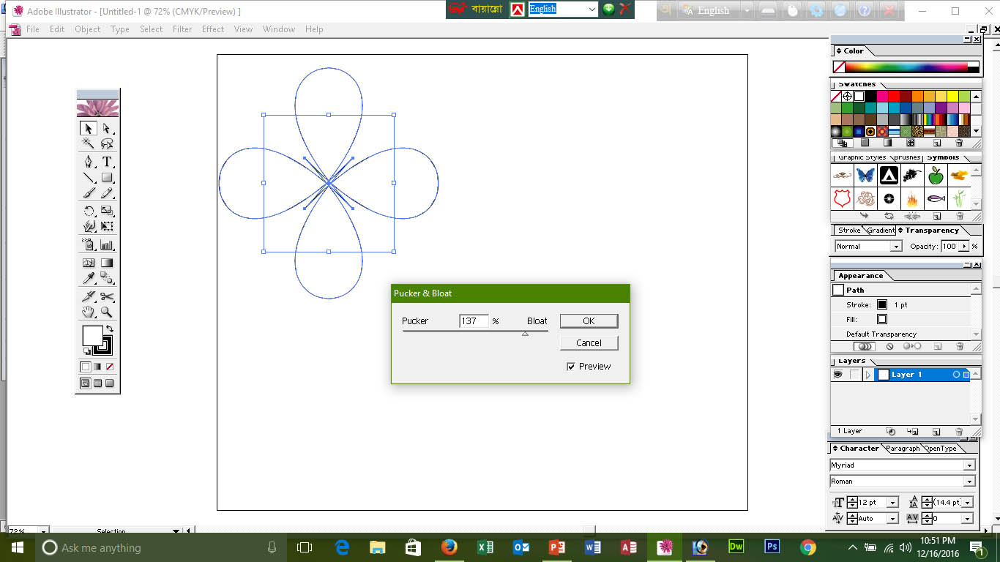 Adobe Illustrator - [Untitled-1 @ 72% (CMYK/Preview) ]
বায়ান্নো
English
English
File Edit Object Type Select Filter Effect View Window Help
Color
Swatches
Graphic Styles Brushes Symbols
Stroke Gradient Transparency
Normal Opacity: 100 %
Appearance
Path
Stroke: 1 pt
Fill:
Default Transparency
Layers
Layer 1
1 Layer
Character Paragraph OpenType
Myriad
Roman
12 pt (14.4 pt)
Auto 0
Pucker & Bloat
Pucker 137 % Bloat OK
Cancel
Preview
72% Selection
Ask me anything
Dw
Ps
10:51 PM
12/16/2016
1